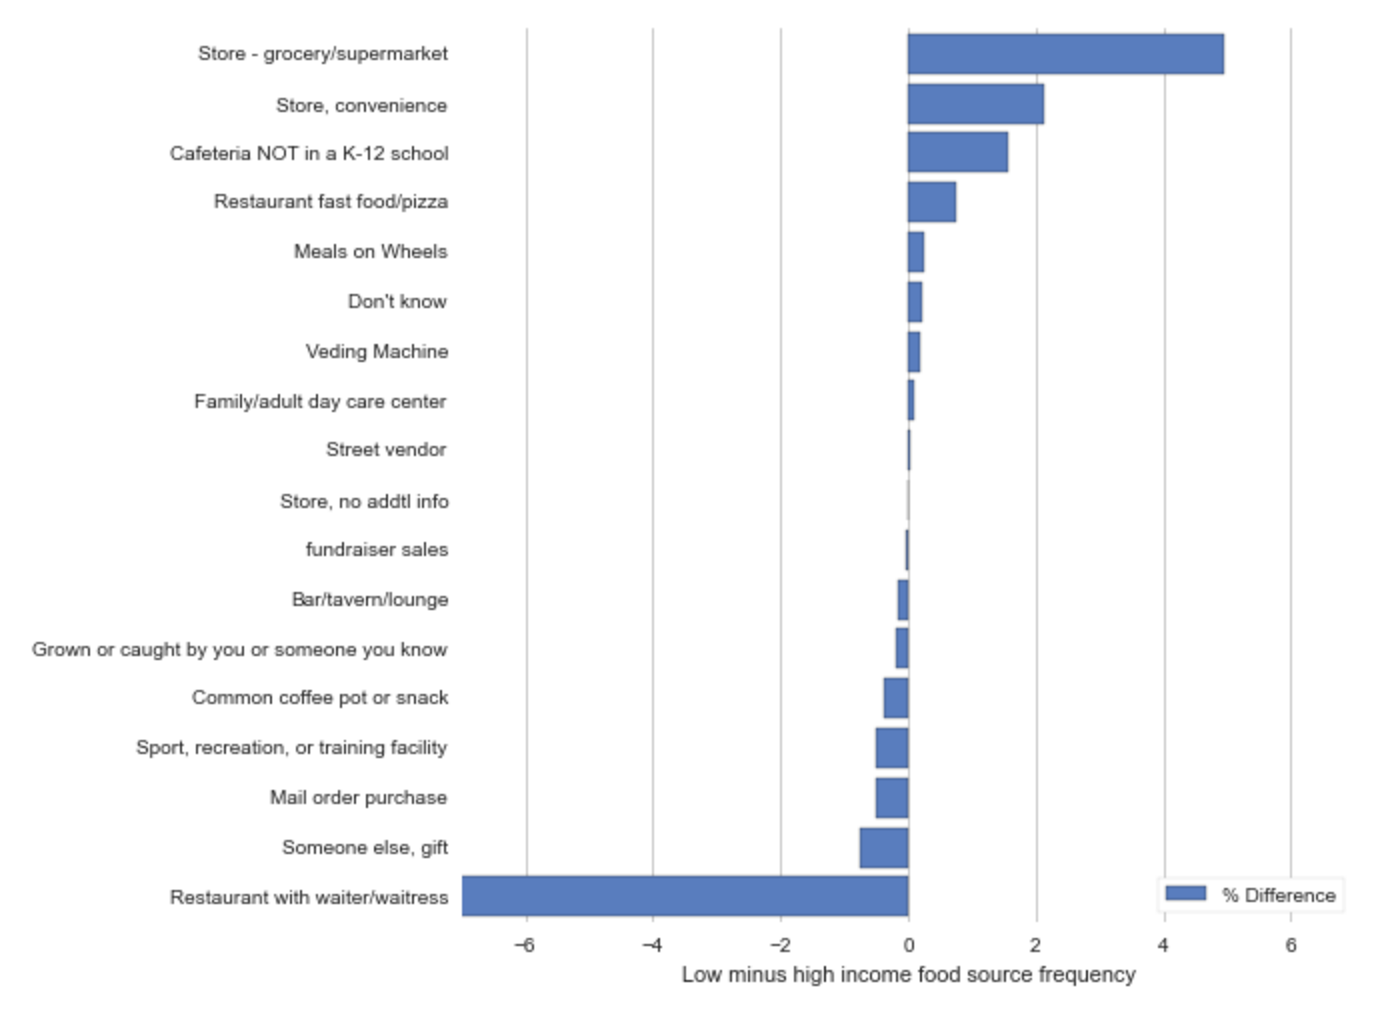 Store - grocery/supermarket
Store, convenience
Cafeteria NOT in a K-12 school
Restaurant fast food/pizza
Meals on Wheels
Don't know
Veding Machine
Family/adult day care center
Street vendor
Store, no addtl info
fundraiser sales
Bar/tavern/lounge
Grown or caught by you or someone you know
Common coffee pot or snack
Sport, recreation, or training facility
Mail order purchase
Someone else, gift
Restaurant with waiter/waitress
% Difference
−6 −4 −2 0 2 4 6
Low minus high income food source frequency